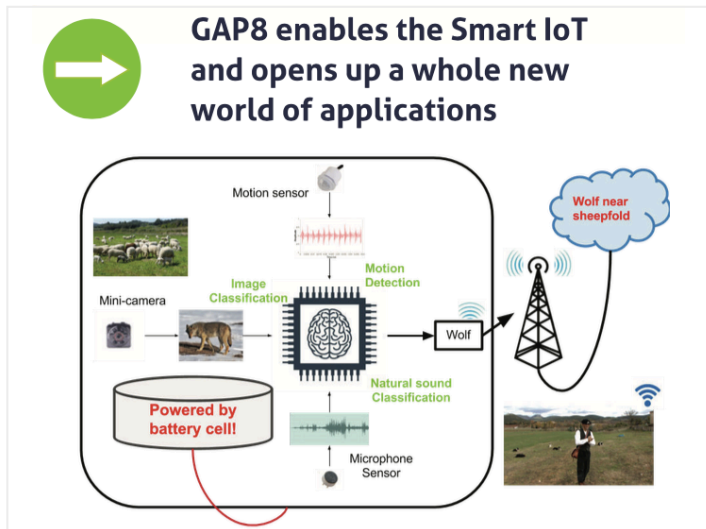 GAP8 enables the Smart IoT
and opens up a whole new
world of applications
Motion sensor
Wolf near
sheepfold
Motion
Detection
Image
Classification
Mini-camera
Wolf
Natural sound
Classification
Powered by
battery cell!
Microphone
Sensor